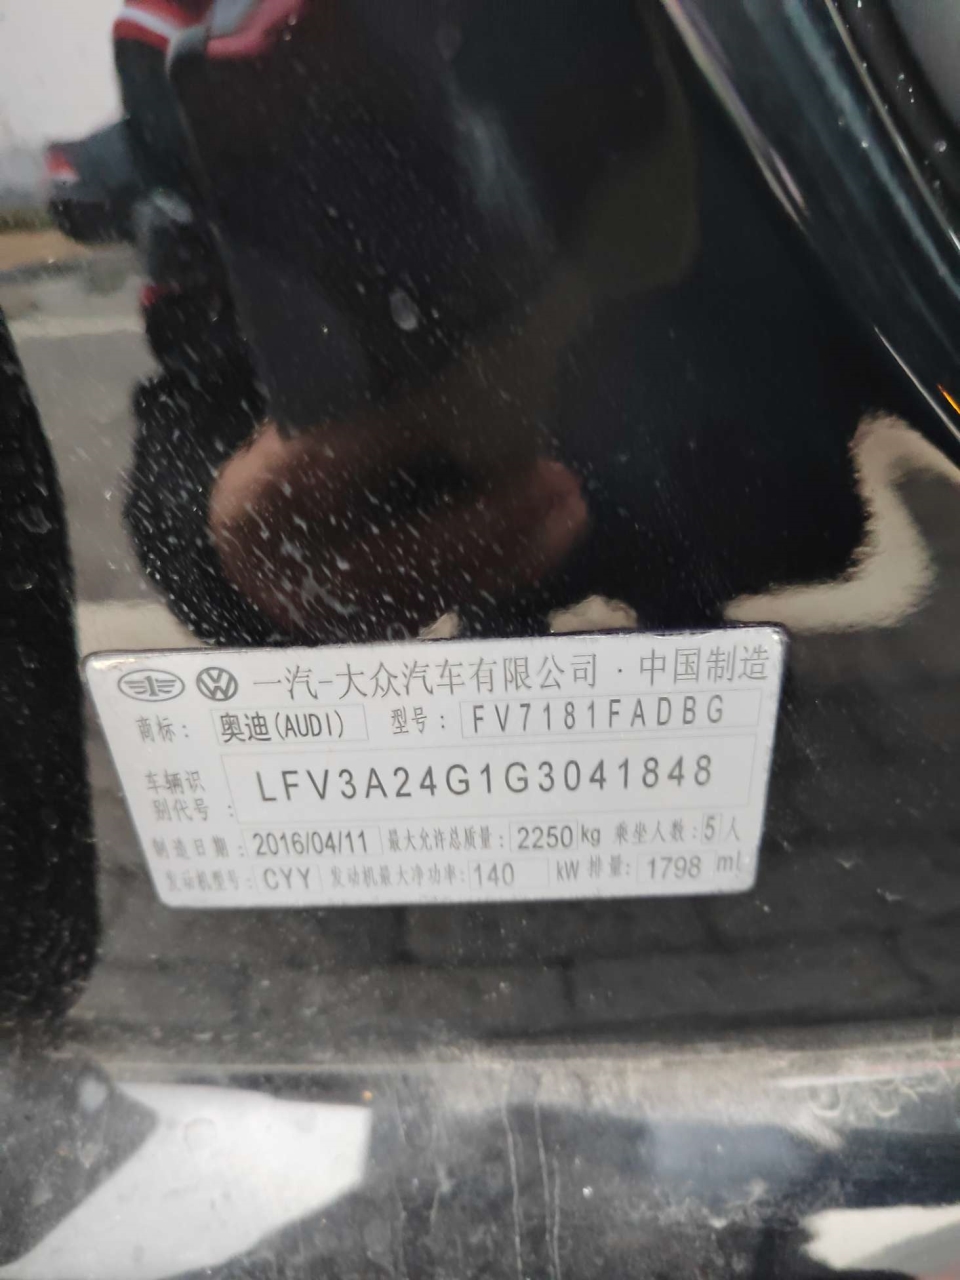 一汽-大众汽车有限公司·中国制造
商标: 奥迪(AUDI) 型号: FV7181FADBG
车辆识别代号: LFV3A24G1G3041848
制造日期: 2016/04/11 最大允许总质量: 2250kg 乘坐人数: 5人
发动机型号: CYY 发动机最大净功率: 140 kW 排量: 1798 ml